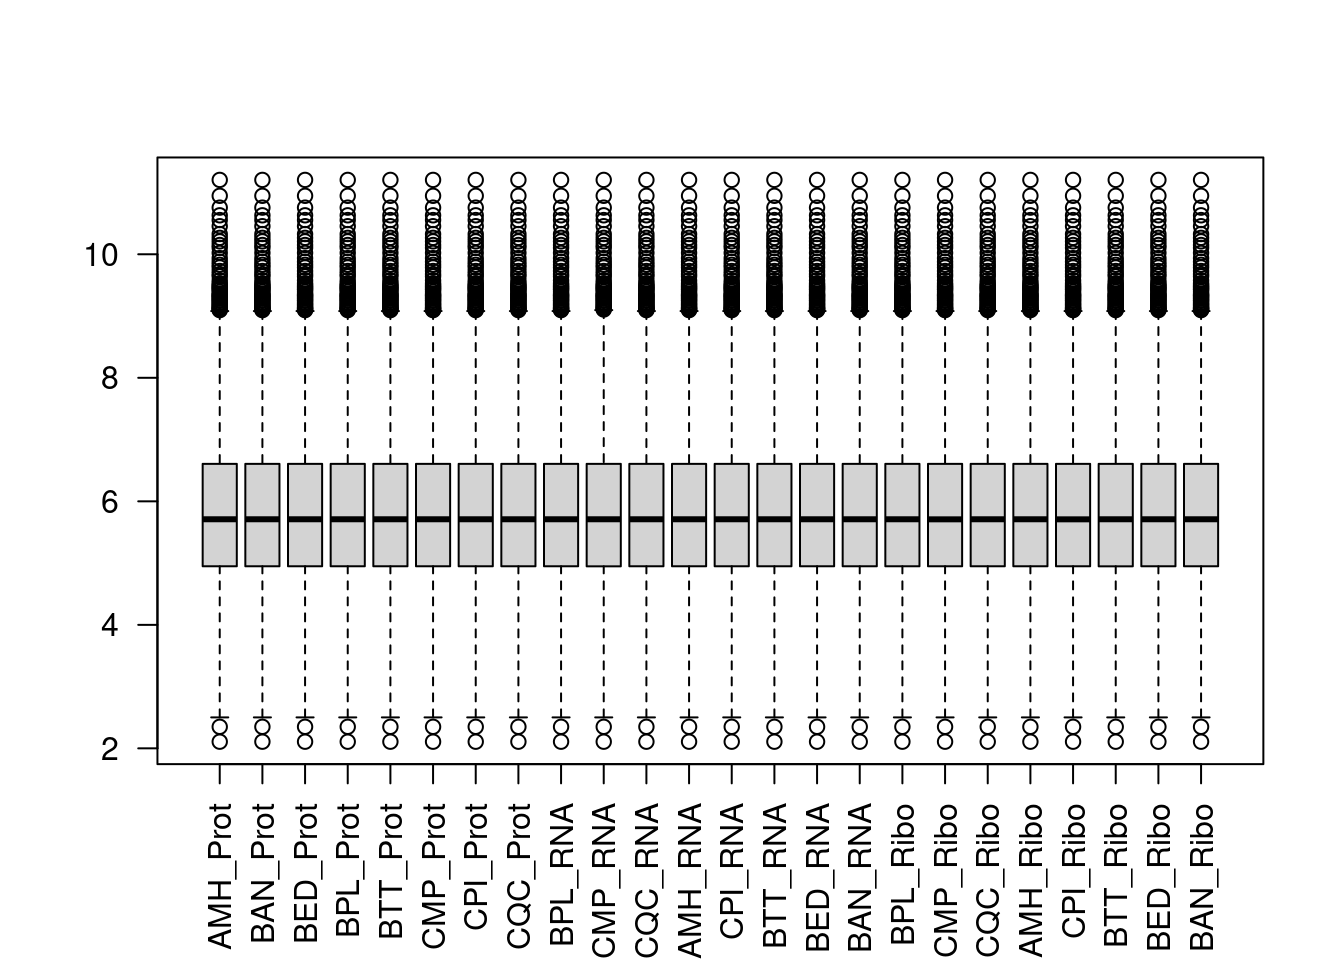 10
8
6
4
2
AMH_Prot
BAN_Prot
BED_Prot
BPL_Prot
BTT_Prot
CMP_Prot
CPI_Prot
CQC_Prot
BPL_RNA
CMP_RNA
CQC_RNA
AMH_RNA
CPI_RNA
BTT_RNA
BED_RNA
BAN_RNA
BPL_Ribo
CMP_Ribo
CQC_Ribo
AMH_Ribo
CPI_Ribo
BTT_Ribo
BED_Ribo
BAN_Ribo